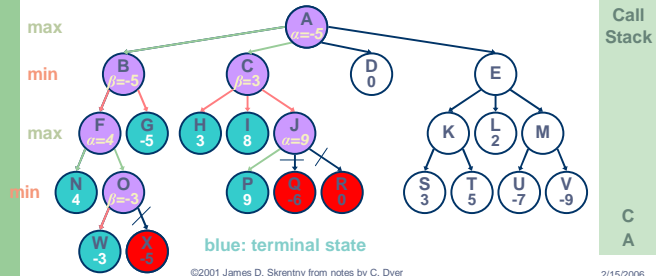 max
A
α=-5
Call
Stack
min
B
β=-5
C
β=3
D
0
E
max
F
α=4
G
-5
H
3
I
8
J
α=9
K
L
2
M
min
N
4
O
β=-3
P
9
Q
-6
R
0
S
3
T
5
U
-7
V
-9
W
-3
X
-5
blue: terminal state
C
A
©2001 James D. Skrentny from notes by C. Dyer
2/15/2006